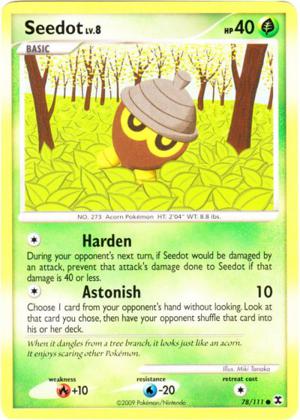 Seedot LV.8
HP 40
BASIC
NO. 273 Acorn Pokémon HT: 2'04" WT: 8.8 lbs.
Harden
During your opponent's next turn, if Seedot would be damaged by
an attack, prevent that attack's damage done to Seedot if that
damage is 40 or less.
Astonish 10
Choose 1 card from your opponent's hand without looking. Look at that
card you chose, then have your opponent shuffle that card into
his or her deck.
When it dangles from a tree branch, it looks just like an acorn.
It enjoys scaring other Pokémon.
Illus. Miki Tanaka
weakness resistance retreat cost
+10 -20
©2009 Pokémon/Nintendo 78/111